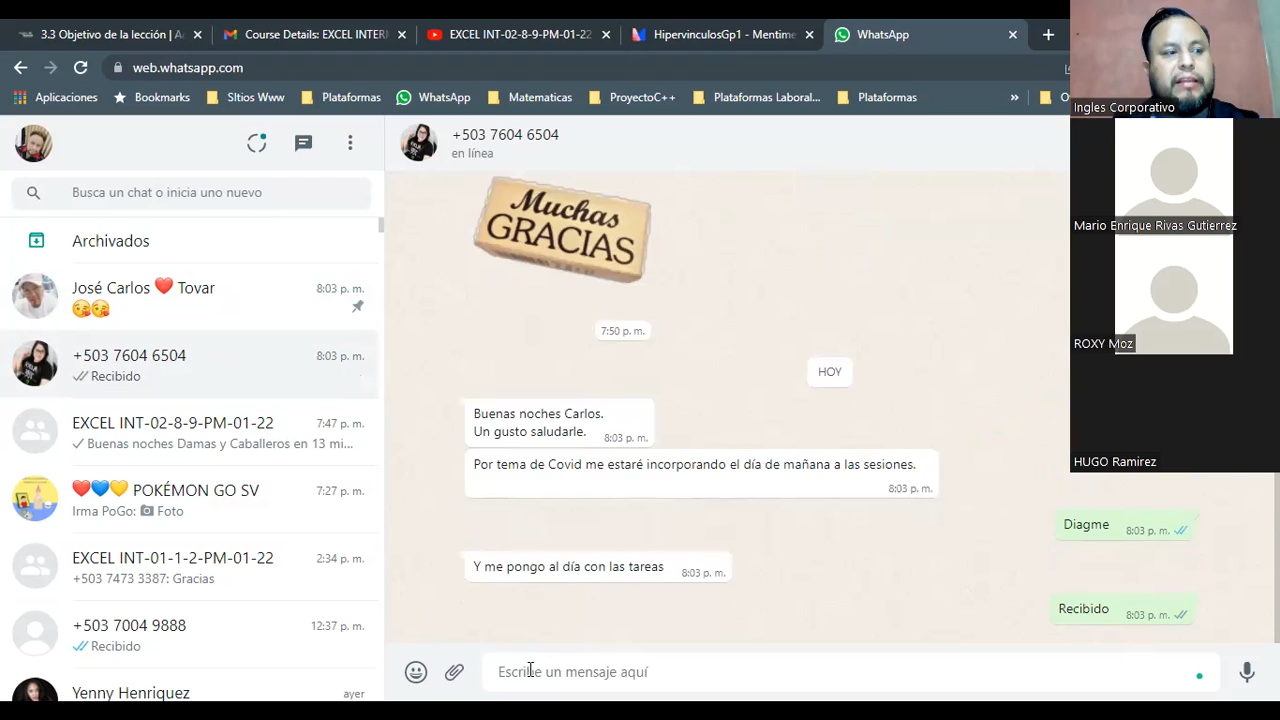 3.3 Objetivo de la lección | Ac
Course Details: EXCEL INTERI
EXCEL INT-02-8-9-PM-01-22
HipervinculosGp1 - Mentime
WhatsApp
web.whatsapp.com
Aplicaciones
Bookmarks
SItios Www
Plataformas
WhatsApp
Matematicas
ProyectoC++
Plataformas Laboral...
Plataformas
»
Ingles Corporativo
Mario Enrique Rivas Gutierrez
ROXY Moz
HUGO Ramirez
Busca un chat o inicia uno nuevo
Archivados
José Carlos ❤️ Tovar
8:03 p. m.
+503 7604 6504
8:03 p. m.
Recibido
EXCEL INT-02-8-9-PM-01-22
7:47 p. m.
Buenas noches Damas y Caballeros en 13 mi...
❤️💙💛 POKÉMON GO SV
7:27 p. m.
Irma PoGo: 📷 Foto
EXCEL INT-01-1-2-PM-01-22
2:34 p. m.
+503 7473 3387: Gracias
+503 7004 9888
12:37 p. m.
Recibido
Yenny Henriquez
ayer
+503 7604 6504
en línea
Muchas
GRACIAS
7:50 p. m.
HOY
Buenas noches Carlos.
Un gusto saludarle.
8:03 p. m.
Por tema de Covid me estaré incorporando el día de mañana a las sesiones.
8:03 p. m.
Diagme
8:03 p. m.
Y me pongo al día con las tareas
8:03 p. m.
Recibido
8:03 p. m.
Escribe un mensaje aquí